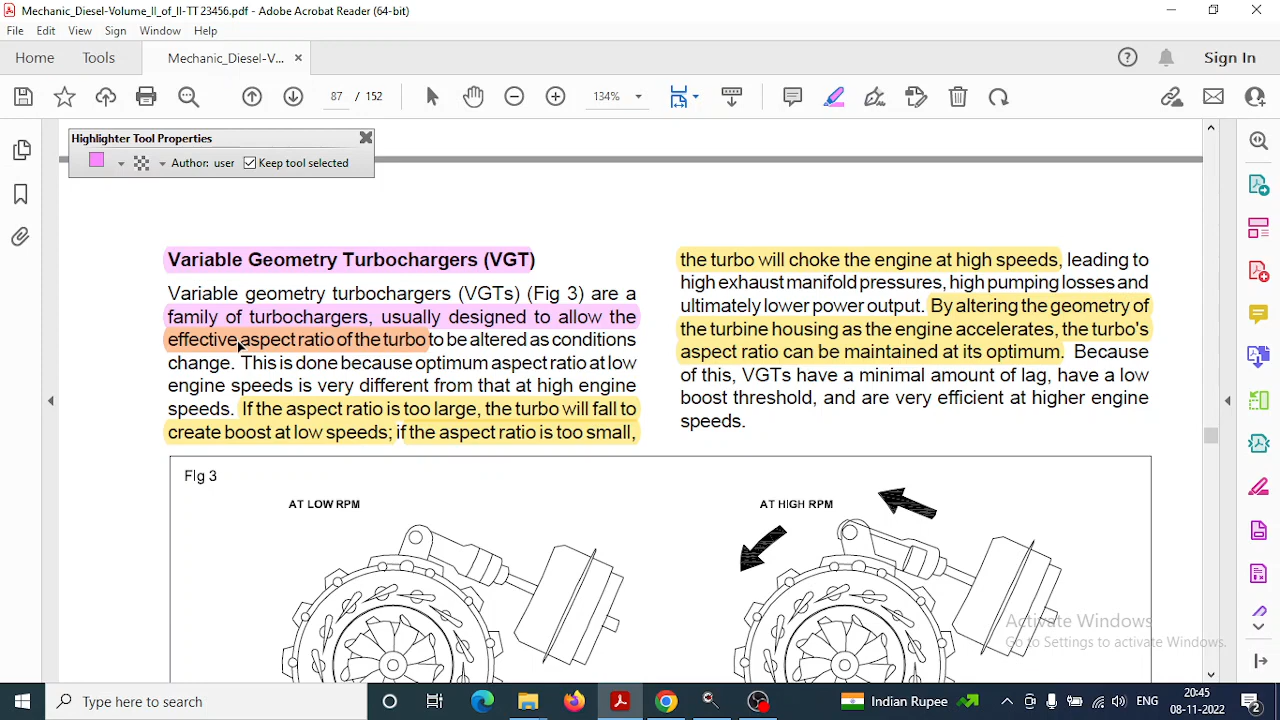 Mechanic_Diesel-Volume_II_of_II-TT 23456.pdf - Adobe Acrobat Reader (64-bit)
File Edit View Sign Window Help
Home Tools Mechanic_Diesel-V... Sign In
87 / 152 134%
Highlighter Tool Properties
Author: user Keep tool selected
Variable Geometry Turbochargers (VGT)
Variable geometry turbochargers (VGTs) (Fig 3) are a
family of turbochargers, usually designed to allow the
effective aspect ratio of the turbo to be altered as conditions
change. This is done because optimum aspect ratio at low
engine speeds is very different from that at high engine
speeds. If the aspect ratio is too large, the turbo will fall to
create boost at low speeds; if the aspect ratio is too small,
the turbo will choke the engine at high speeds, leading to
high exhaust manifold pressures, high pumping losses and
ultimately lower power output. By altering the geometry of
the turbine housing as the engine accelerates, the turbo's
aspect ratio can be maintained at its optimum. Because
of this, VGTs have a minimal amount of lag, have a low
boost threshold, and are very efficient at higher engine
speeds.
FIg 3
AT LOW RPM
AT HIGH RPM
Activate Windows
Go to Settings to activate Windows.
Type here to search
Indian Rupee
ENG
20:45
08-11-2022
2